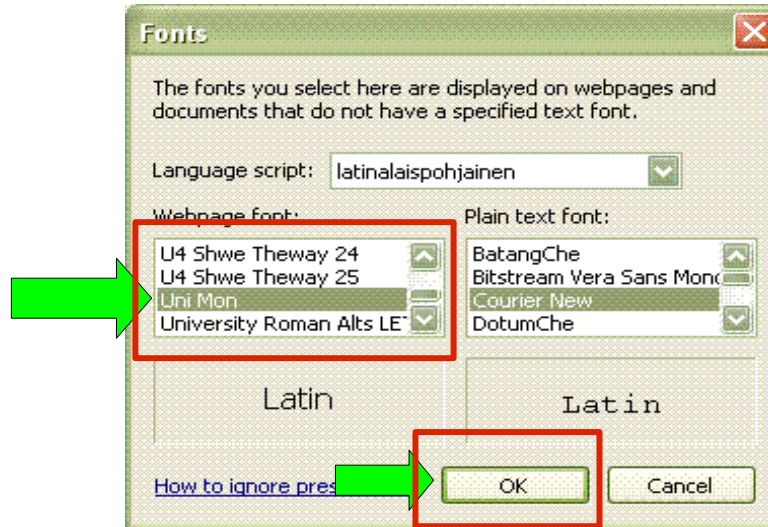 Fonts
The fonts you select here are displayed on webpages and
documents that do not have a specified text font.
Language script: latinalaispohjainen
Webpage font: Plain text font:
U4 Shwe Theway 24
U4 Shwe Theway 25
Uni Mon
University Roman Alts LET
BatangChe
Bitstream Vera Sans Mono
Courier New
DotumChe
Latin
Latin
How to ignore
OK
Cancel